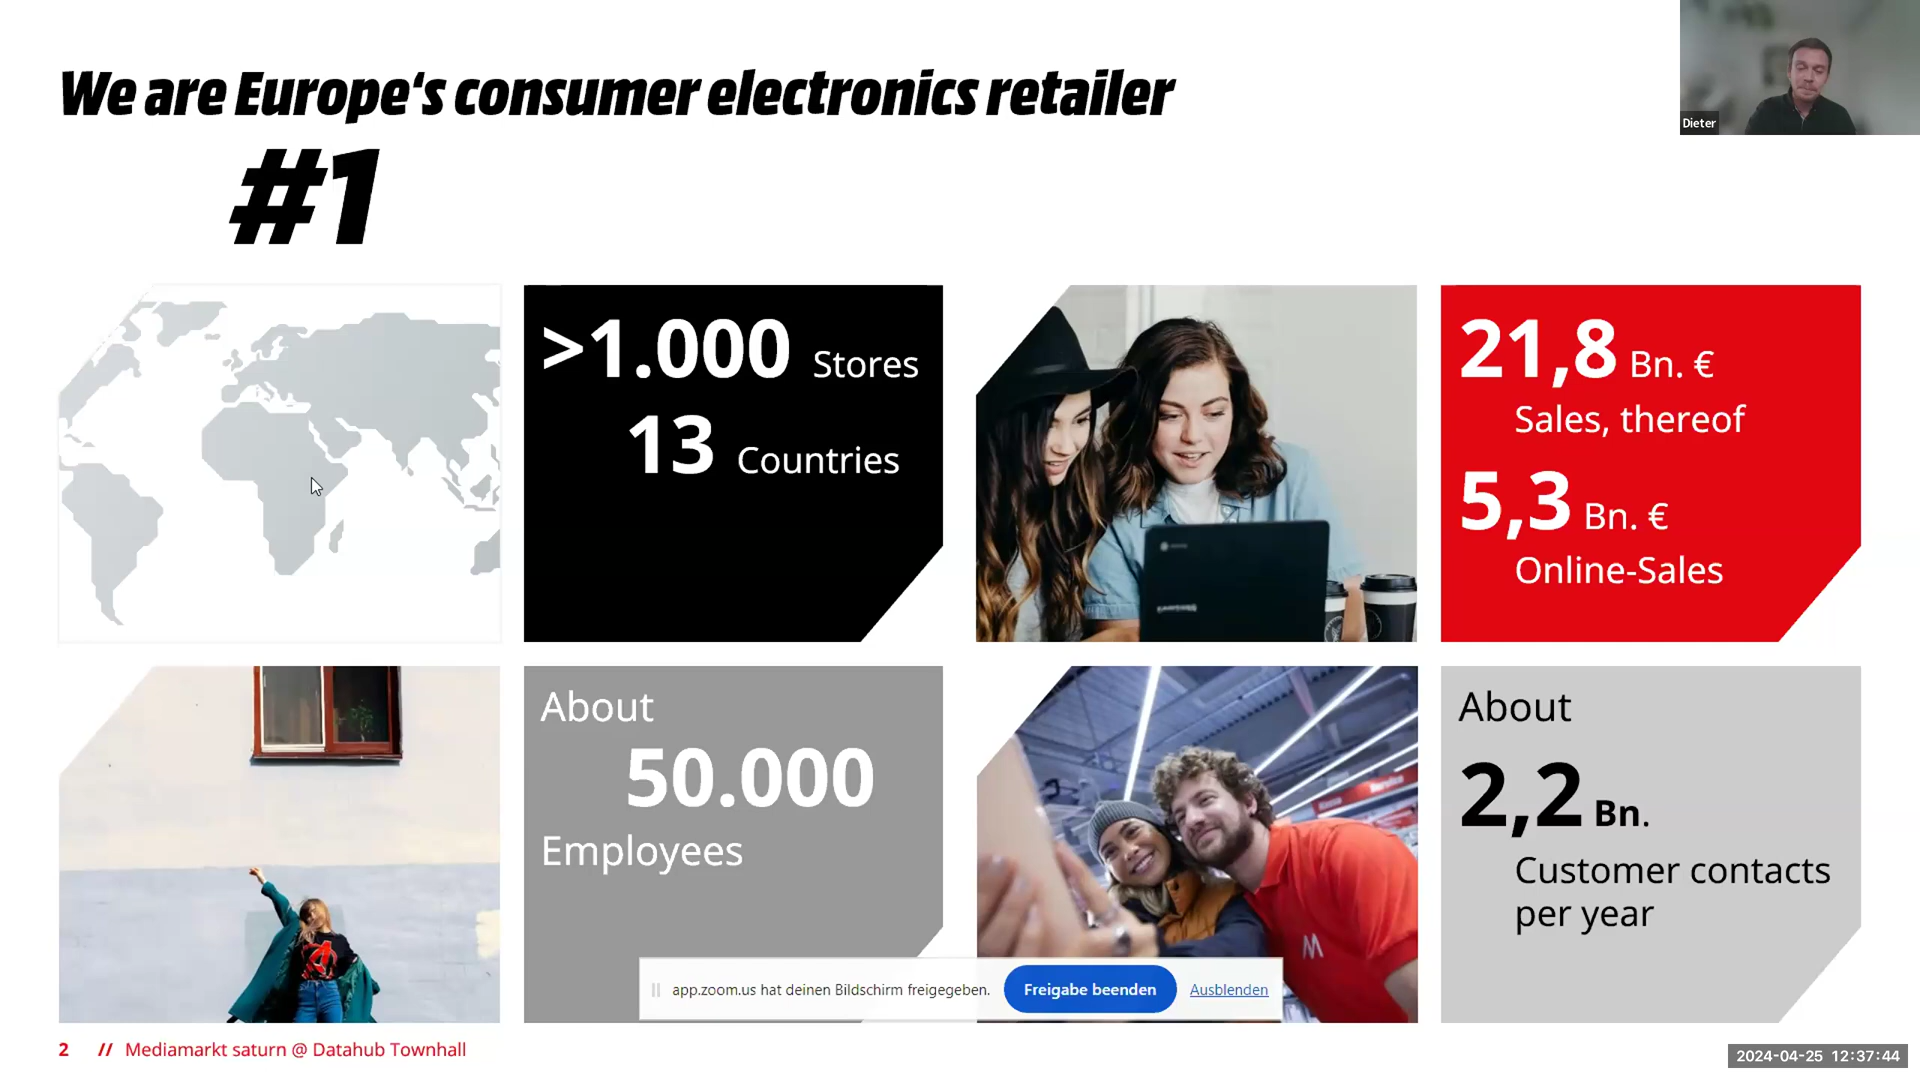 We are Europe‘s consumer electronics retailer
#1
Dieter
>1.000 Stores
13 Countries
21,8 Bn. €
Sales, thereof
5,3 Bn. €
Online-Sales
About
50.000
Employees
About
2,2 Bn.
Customer contacts
per year
app.zoom.us hat deinen Bildschirm freigegeben. Freigabe beenden Ausblenden
2 // Mediamarkt saturn @ Datahub Townhall
2024-04-25 12:37:44